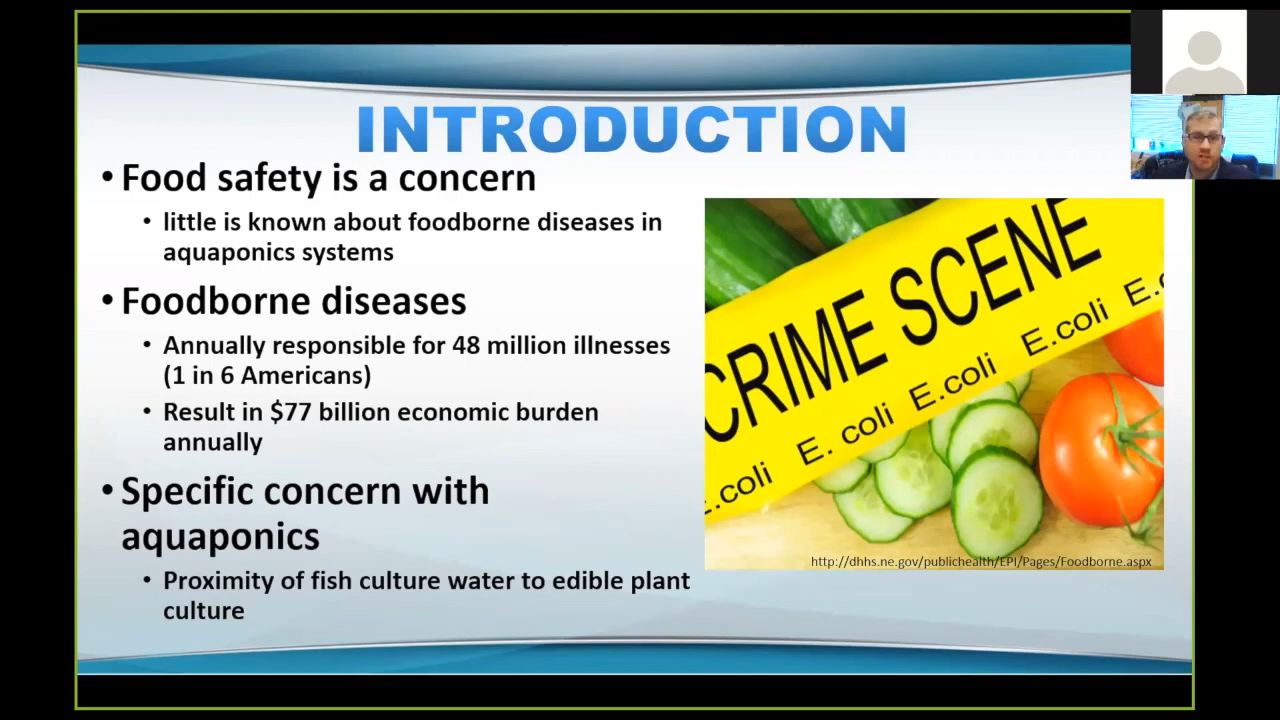 INTRODUCTION
• Food safety is a concern
• little is known about foodborne diseases in
aquaponics systems
• Foodborne diseases
• Annually responsible for 48 million illnesses
(1 in 6 Americans)
• Result in $77 billion economic burden
annually
• Specific concern with
aquaponics
• Proximity of fish culture water to edible plant
culture
CRIME SCENE
.coli E. coli E.coli E.coli E.c
http://dhhs.ne.gov/publichealth/EPI/Pages/Foodborne.aspx